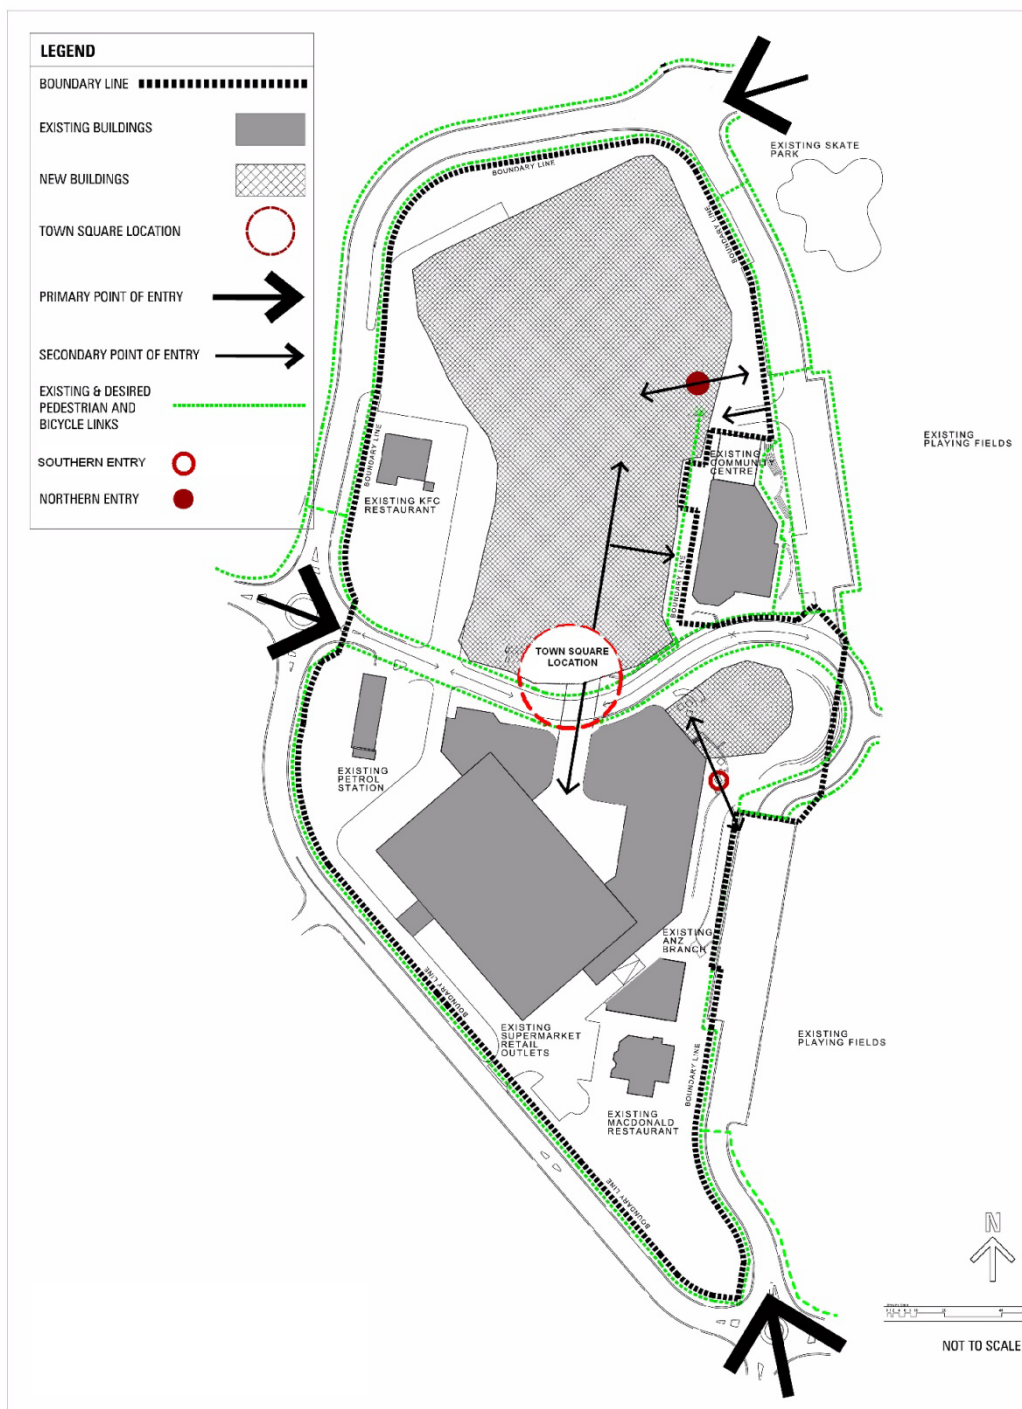 LEGEND
BOUNDARY LINE
EXISTING BUILDINGS
NEW BUILDINGS
TOWN SQUARE LOCATION
PRIMARY POINT OF ENTRY
SECONDARY POINT OF ENTRY
EXISTING & DESIRED
PEDESTRIAN AND
BICYCLE LINKS
SOUTHERN ENTRY
NORTHERN ENTRY
BOUNDARY LINE
EXISTING SKATE
PARK
BOUNDARY LINE
EXISTING
PLAYING FIELDS
BOUNDARY LINE
EXISTING KFC
RESTAURANT
EXISTING
COMMUNITY
CENTRE
BOUNDARY LINE
TOWN SQUARE
LOCATION
EXISTING
PETROL
STATION
EXISTING
ANZ
BRANCH
BOUNDARY LINE
EXISTING
SUPERMARKET
RETAIL
OUTLETS
EXISTING
PLAYING FIELDS
BOUNDARY LINE
EXISTING
MACDONALD
RESTAURANT
BOUNDARY LINE
N
NOT TO SCALE